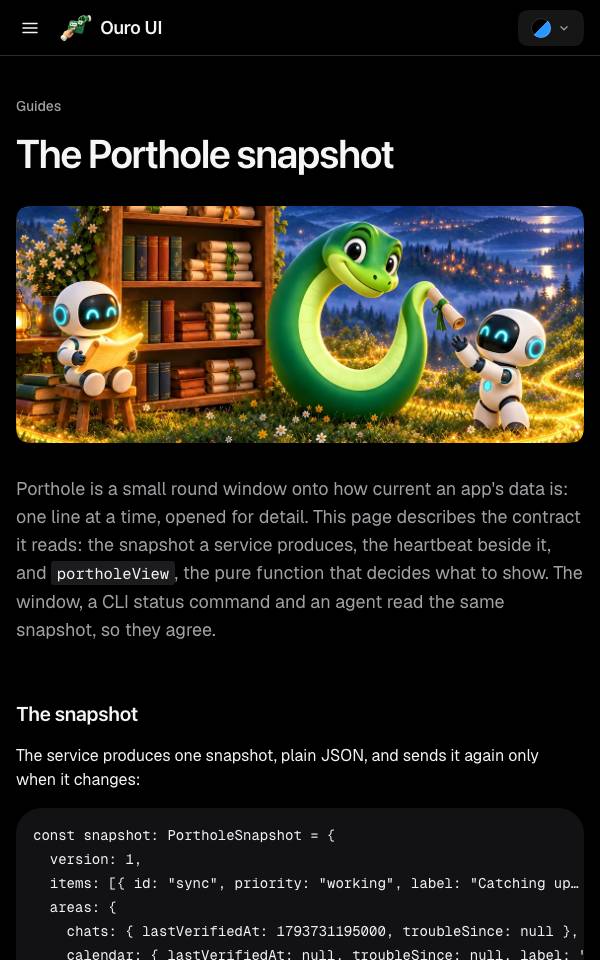 Ouro UI
Guides
The Porthole snapshot
Porthole is a small round window onto how current an app's data is:
one line at a time, opened for detail. This page describes the contract
it reads: the snapshot a service produces, the heartbeat beside it,
and portholeView, the pure function that decides what to show. The
window, a CLI status command and an agent read the same
snapshot, so they agree.
The snapshot
The service produces one snapshot, plain JSON, and sends it again only
when it changes:
const snapshot: PortholeSnapshot = {
  version: 1,
  items: [{ id: "sync", priority: "working", label: "Catching up…
  areas: {
    chats: { lastVerifiedAt: 1793731195000, troubleSince: null },
    calendar: { lastVerifiedAt: null, troubleSince: null, label: "